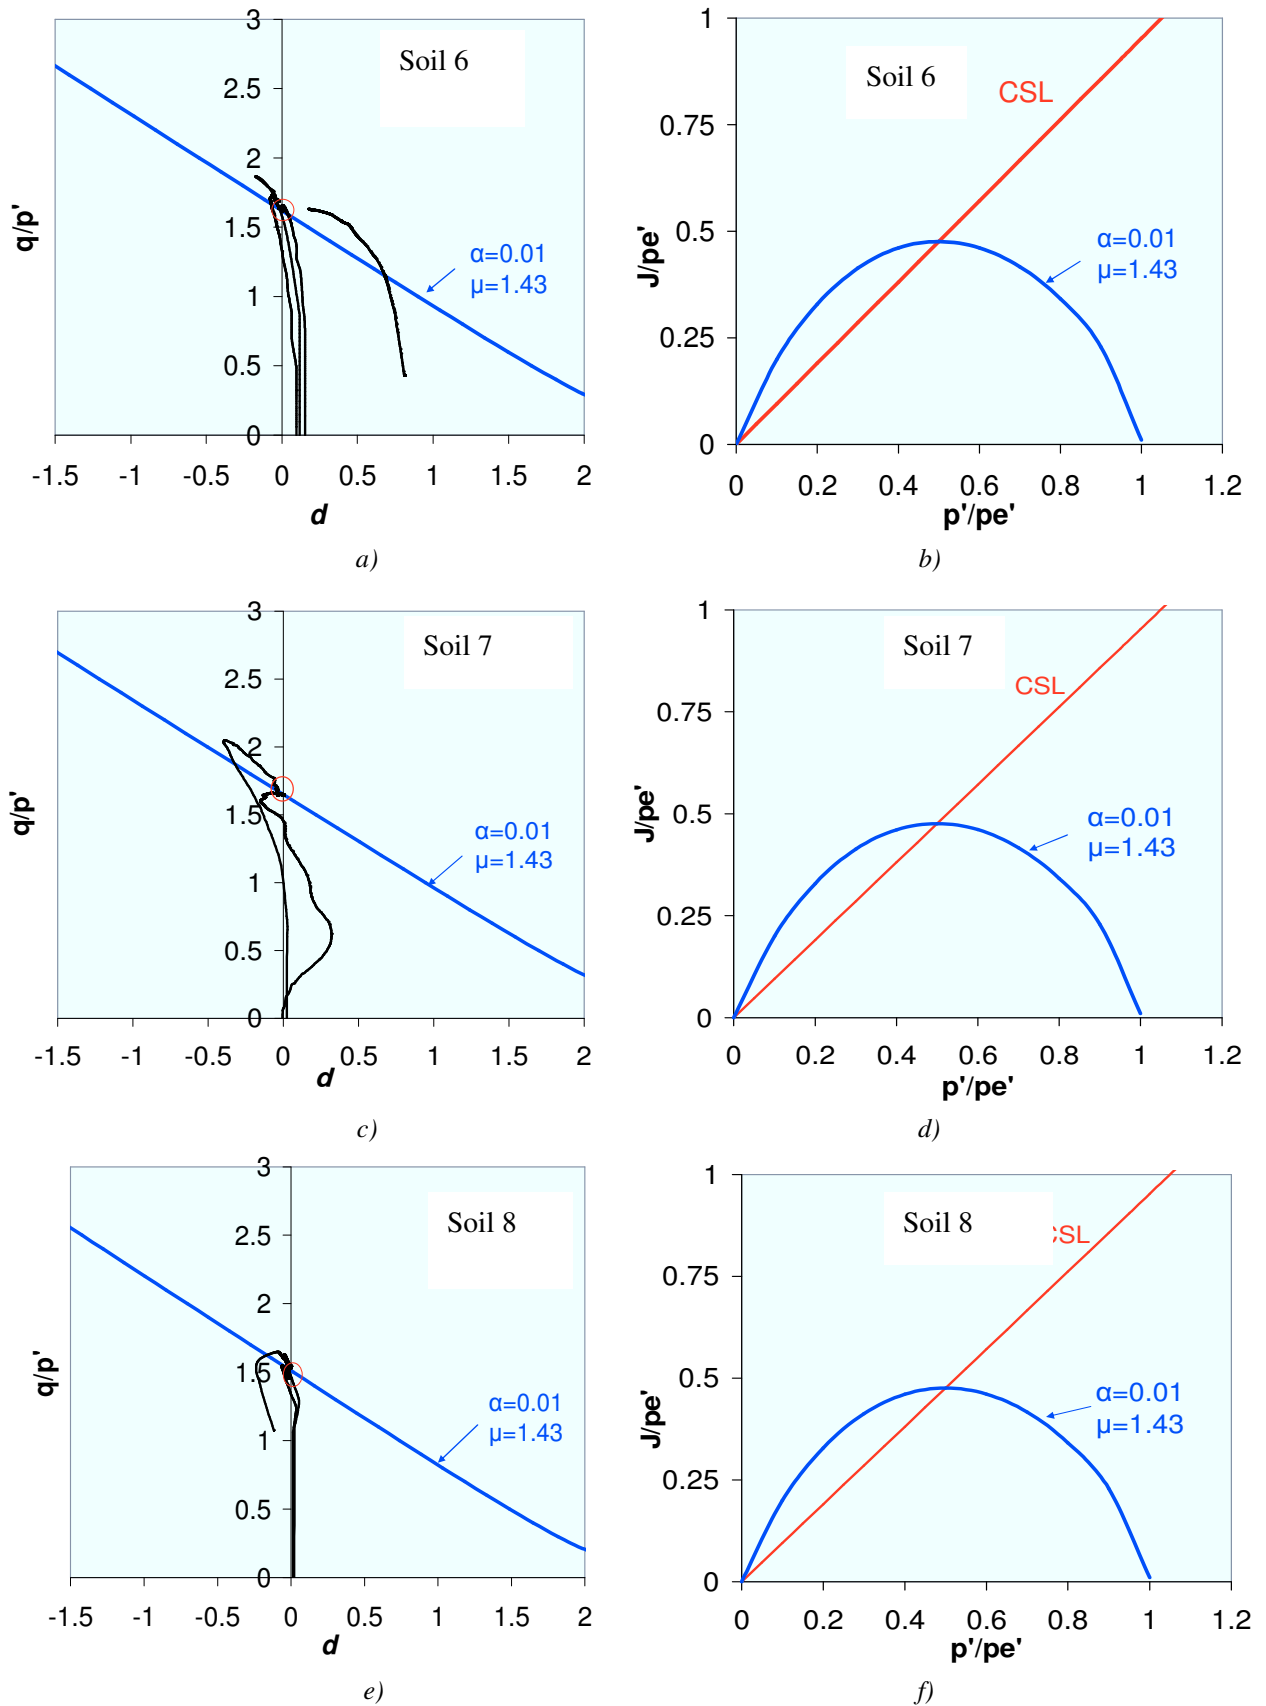 3
Soil 6
2.5
2
1.5
q/p'
α=0.01
μ=1.43
1
0.5
0
-1.5 -1 -0.5 0 0.5 1 1.5 2
d
a)
1
Soil 6
CSL
0.75
J/pe'
0.5
α=0.01
μ=1.43
0.25
0
0 0.2 0.4 0.6 0.8 1 1.2
p'/pe'
b)
3
Soil 7
2.5
2
q/p'
1.5
α=0.01
μ=1.43
1
0.5
0
-1.5 -1 -0.5 0 0.5 1 1.5 2
d
c)
1
Soil 7
CSL
0.75
J/pe'
0.5
α=0.01
μ=1.43
0.25
0
0 0.2 0.4 0.6 0.8 1 1.2
p'/pe'
d)
3
Soil 8
2.5
2
q/p'
1.5
α=0.01
μ=1.43
1
0.5
0
-1.5 -1 -0.5 0 0.5 1 1.5 2
d
e)
1
Soil 8
CSL
0.75
J/pe'
0.5
α=0.01
μ=1.43
0.25
0
0 0.2 0.4 0.6 0.8 1 1.2
p'/pe'
f)